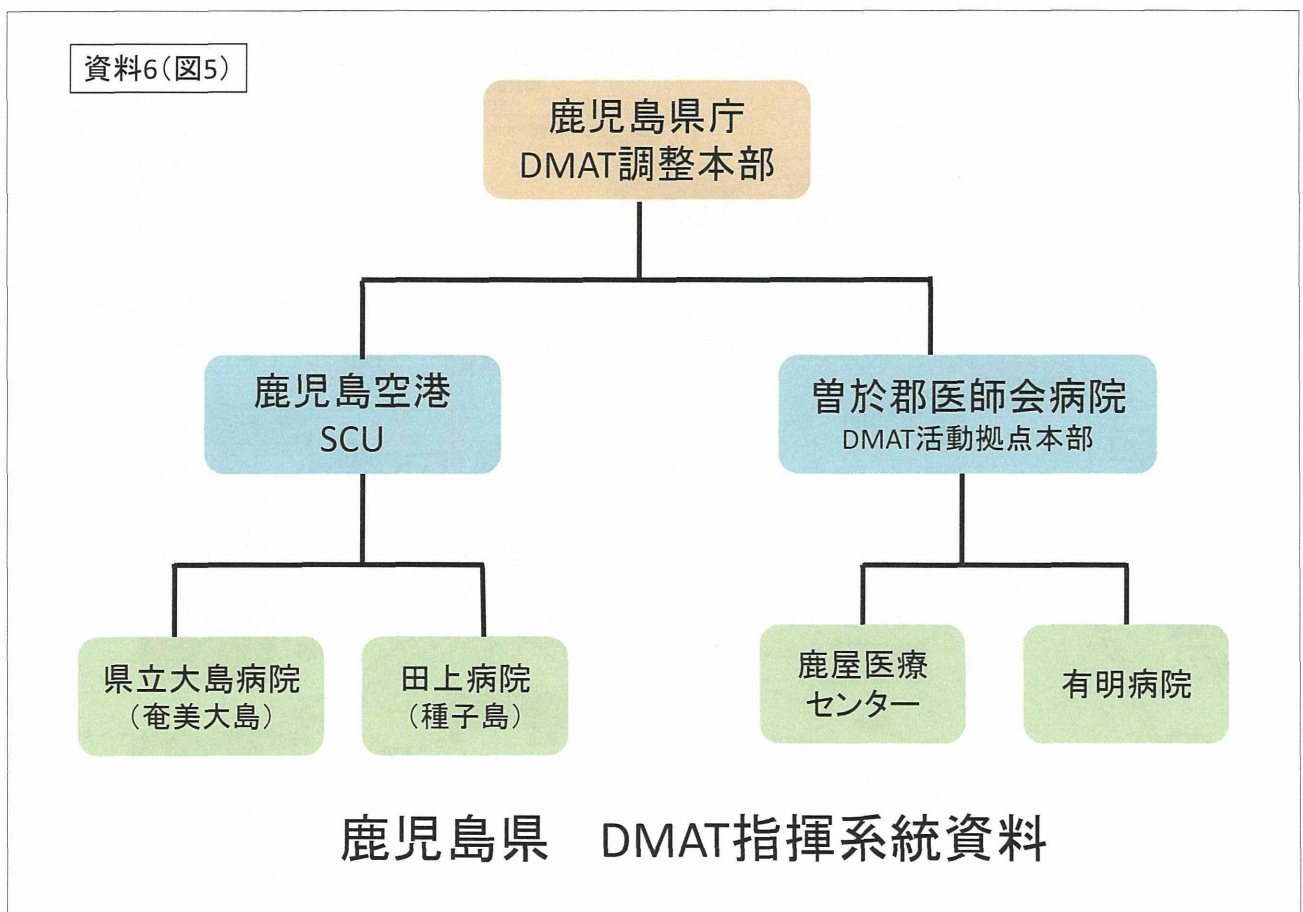 資料6(図5)
鹿児島県庁
DMAT調整本部
鹿児島空港
SCU
曽於郡医師会病院
DMAT活動拠点本部
県立大島病院
(奄美大島)
田上病院
(種子島)
鹿屋医療
センター
有明病院
鹿児島県　DMAT指揮系統資料